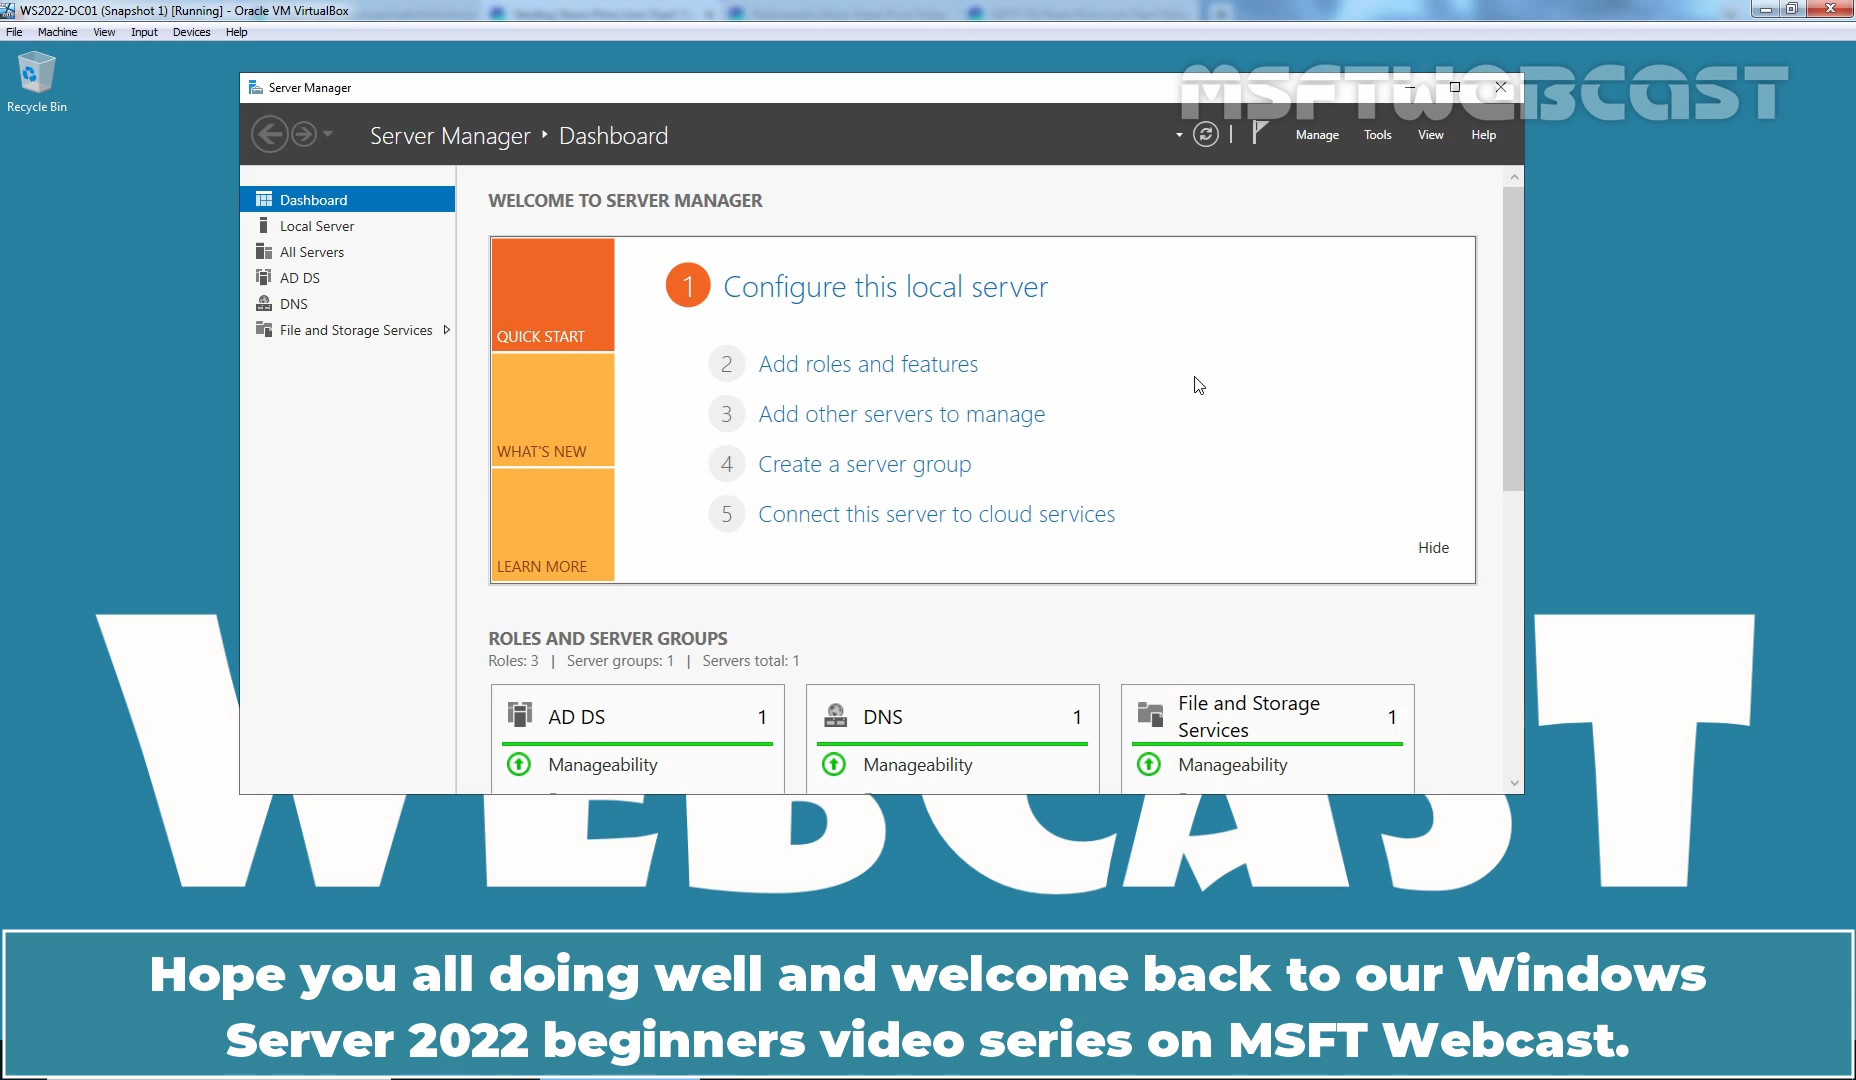 WS2022-DC01 (Snapshot 1) [Running] - Oracle VM VirtualBox
File Machine View Input Devices Help
Recycle Bin
MSFTWEBCAST
Server Manager
Server Manager Dashboard
Manage Tools View Help
Dashboard
Local Server
All Servers
AD DS
DNS
File and Storage Services
WELCOME TO SERVER MANAGER
QUICK START
WHAT'S NEW
LEARN MORE
1 Configure this local server
2 Add roles and features
3 Add other servers to manage
4 Create a server group
5 Connect this server to cloud services
Hide
ROLES AND SERVER GROUPS
Roles: 3 | Server groups: 1 | Servers total: 1
AD DS 1
Manageability
DNS 1
Manageability
File and Storage Services 1
Manageability
WEBCAST
Hope you all doing well and welcome back to our Windows
Server 2022 beginners video series on MSFT Webcast.